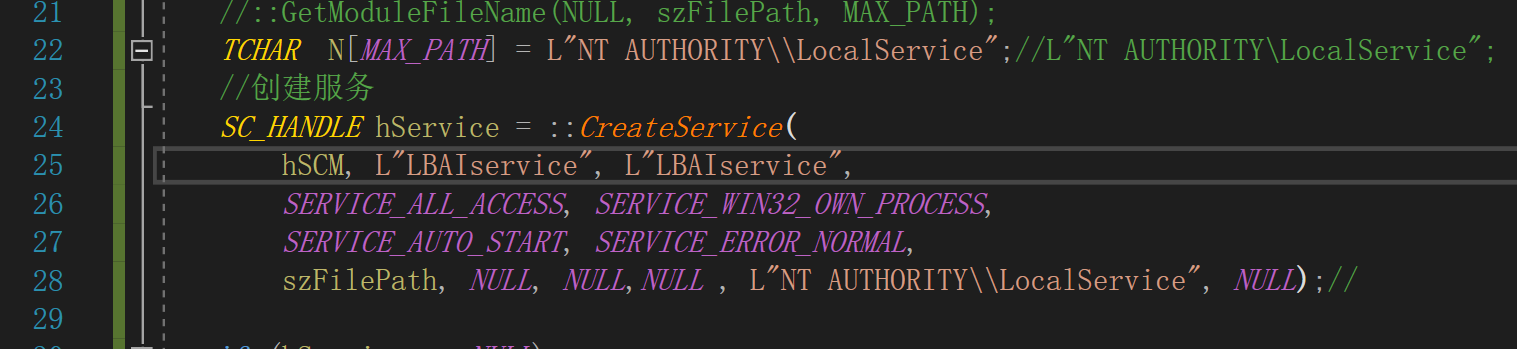 21 //::GetModuleFileName(NULL, szFilePath, MAX_PATH);
22 TCHAR N[MAX_PATH] = L"NT AUTHORITY\\LocalService";//L"NT AUTHORITY\LocalService";
23 //创建服务
24 SC_HANDLE hService = ::CreateService(
25 hSCM, L"LBAIservice", L"LBAIservice",
26 SERVICE_ALL_ACCESS, SERVICE_WIN32_OWN_PROCESS,
27 SERVICE_AUTO_START, SERVICE_ERROR_NORMAL,
28 szFilePath, NULL, NULL,NULL , L"NT AUTHORITY\\LocalService", NULL);//
29